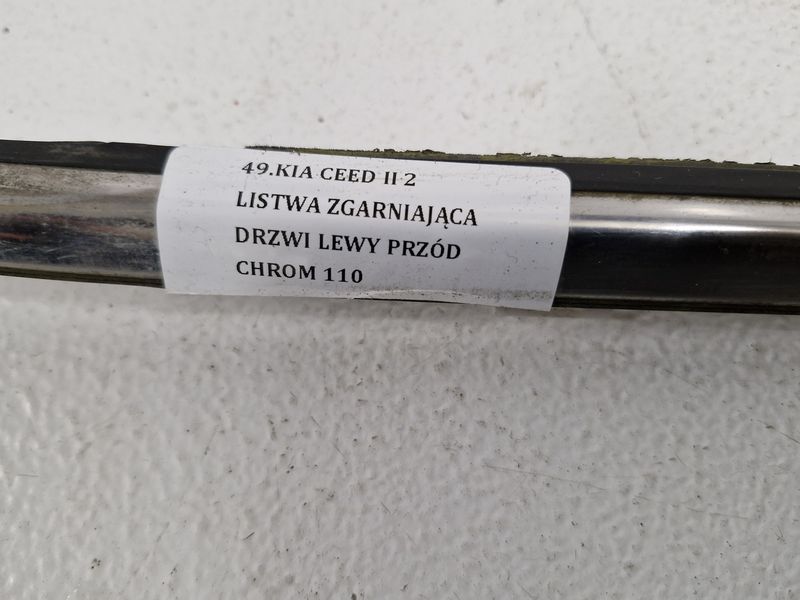 49.KIA CEED II 2
LISTWA ZGARNIAJĄCA
DRZWI LEWY PRZÓD
CHROM 110